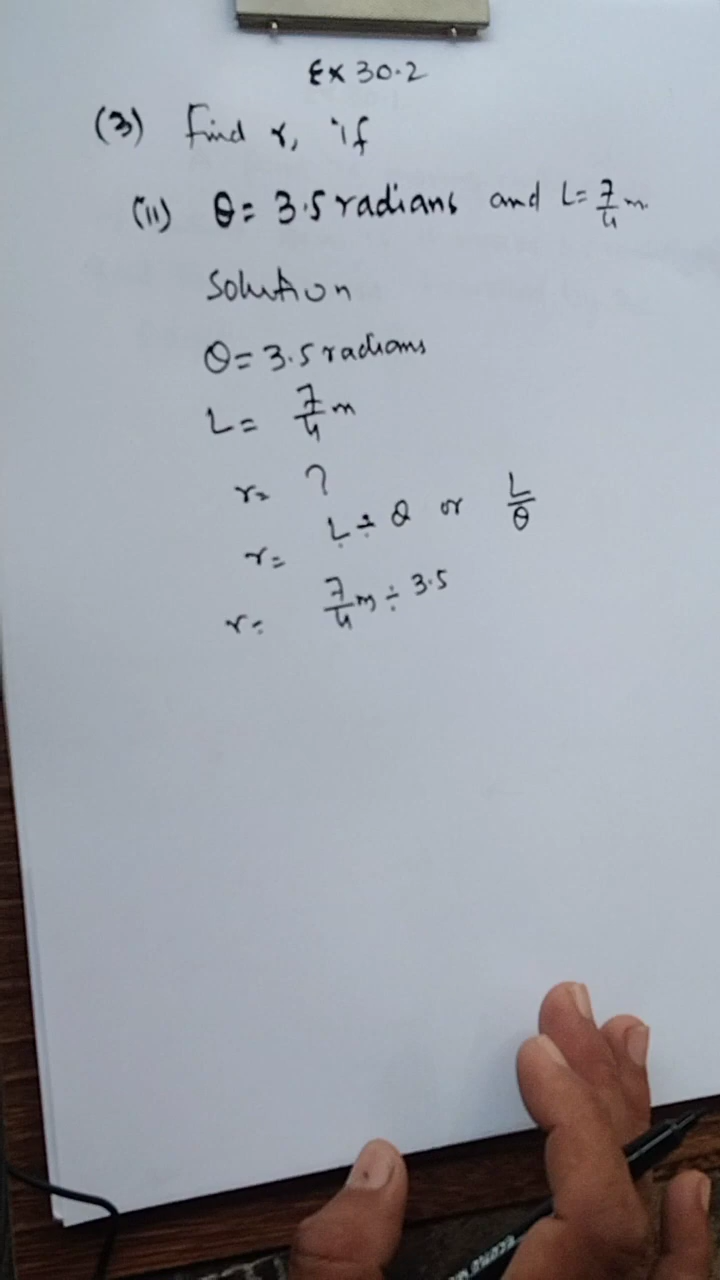 Ex 30.2
(3) Find r, if
(ii) θ = 3.5 radians and L = 7/4 m
Solution
θ = 3.5 radians
L = 7/4 m
r = ?
r = L ÷ θ or L/θ
r = 7/4 m ÷ 3.5